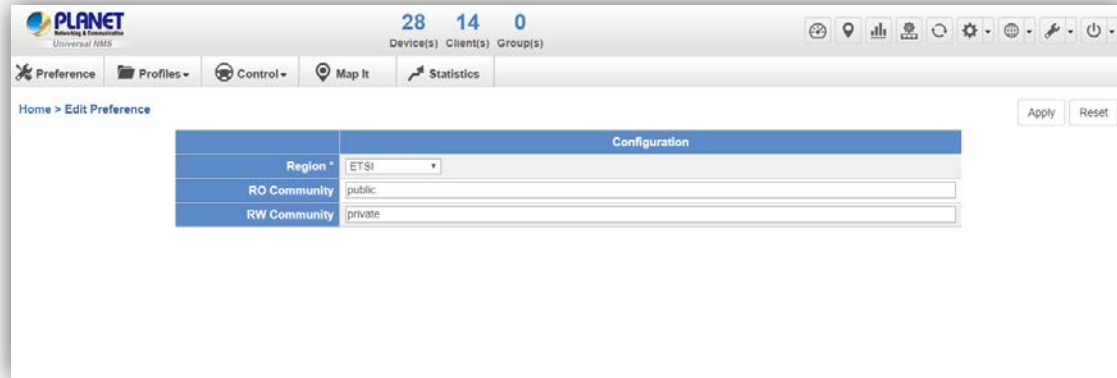 PLANET
Networking & Communication
Universal NMS
28 14 0
Device(s) Client(s) Group(s)
Preference Profiles Control Map It Statistics
Home > Edit Preference
Apply Reset
Configuration
Region * ETSI
RO Community public
RW Community private